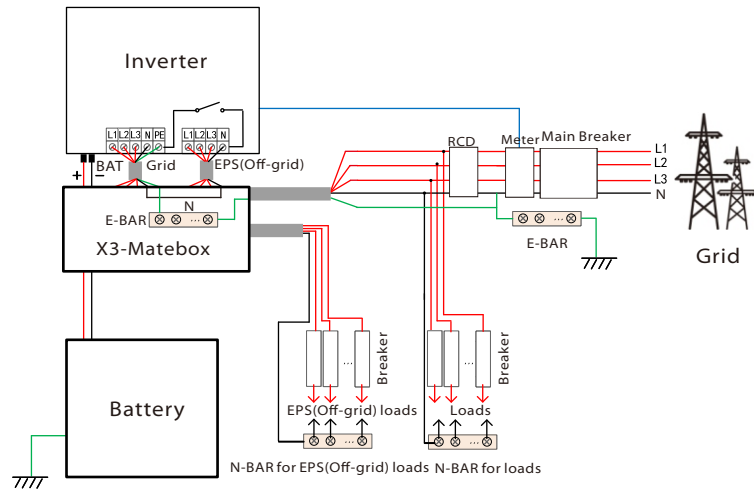 Inverter
L1 L2 L3 N PE
L1 L2 L3 N
BAT
Grid
EPS(Off-grid)
+
−
N
E-BAR
X3-Matebox
RCD
Meter
Main Breaker
L1
L2
L3
N
E-BAR
Grid
...
Breaker
...
Breaker
Battery
EPS(Off-grid) loads
Loads
...
...
N-BAR for EPS(Off-grid) loads
N-BAR for loads